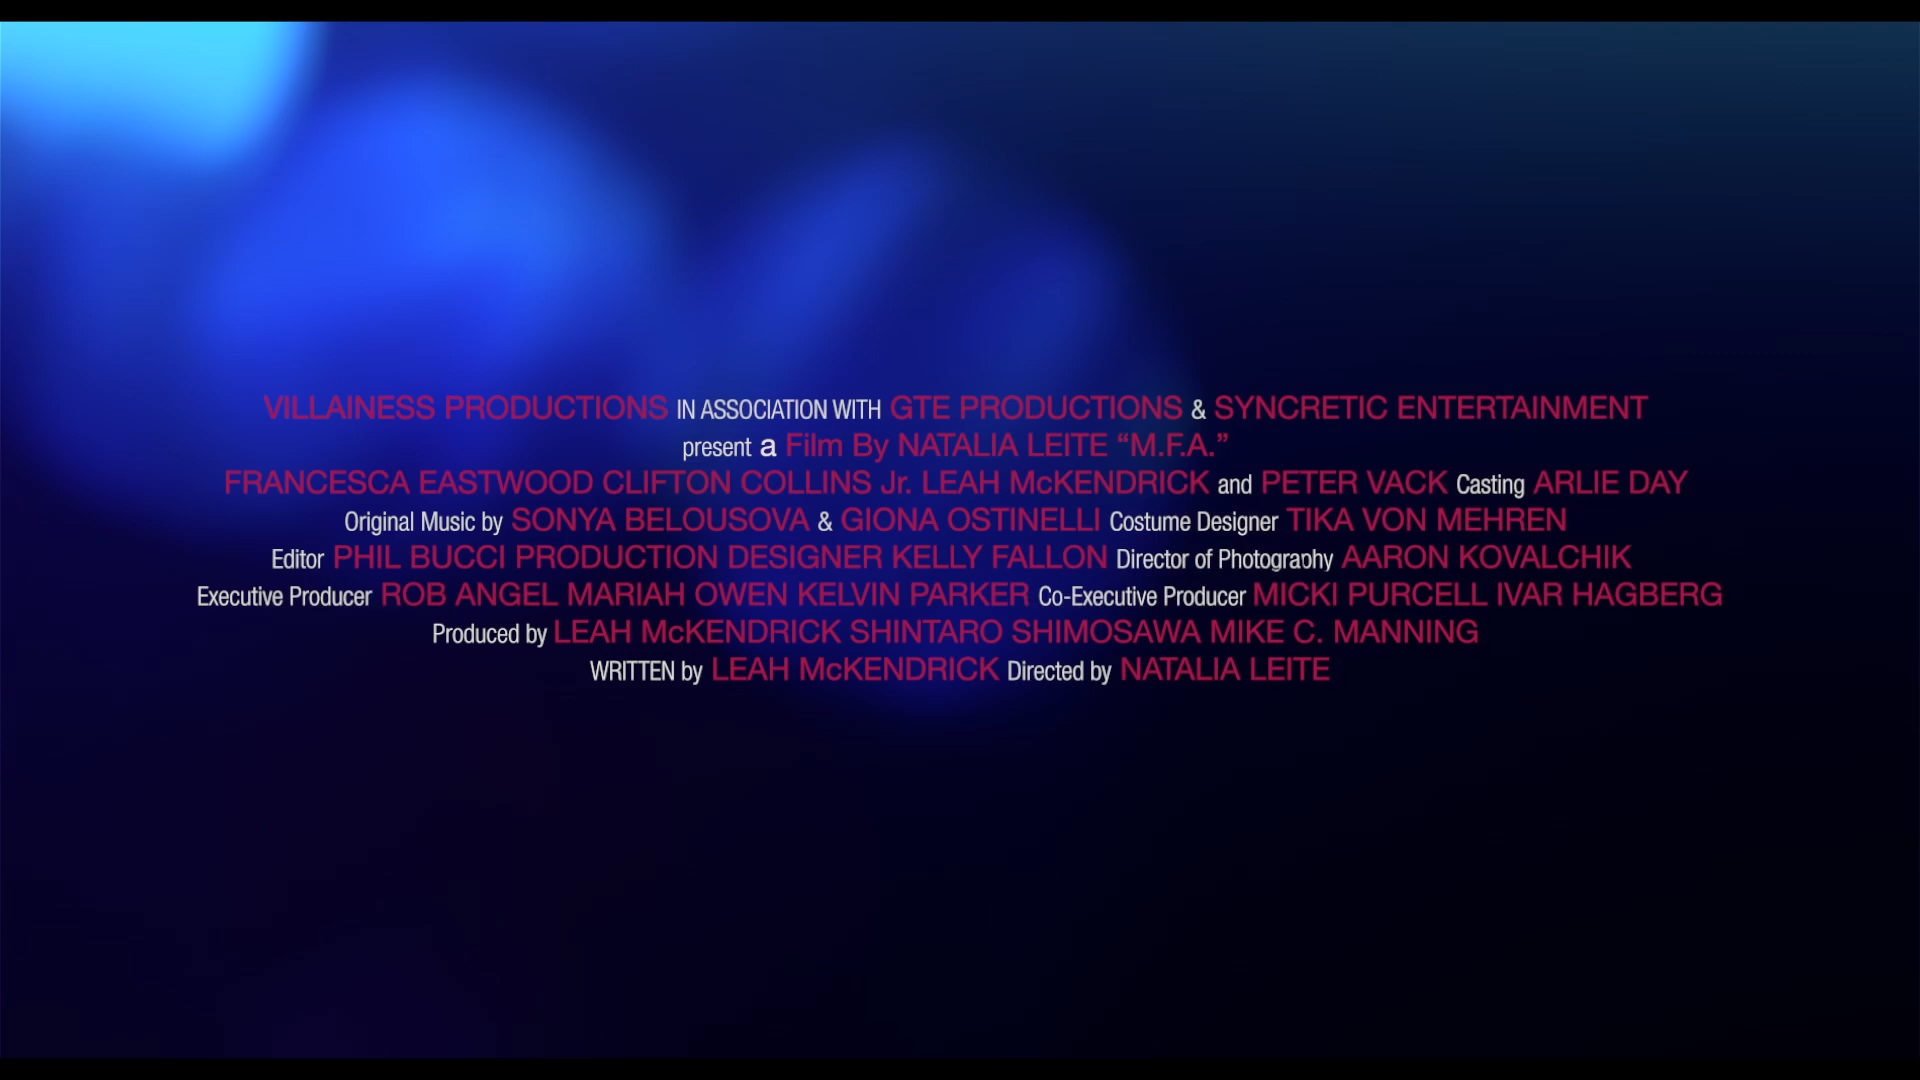 VILLAINESS PRODUCTIONS IN ASSOCIATION WITH GTE PRODUCTIONS & SYNCRETIC ENTERTAINMENT
present a Film By NATALIA LEITE “M.F.A.”
FRANCESCA EASTWOOD CLIFTON COLLINS Jr. LEAH McKENDRICK and PETER VACK Casting ARLIE DAY
Original Music by SONYA BELOUSOVA & GIONA OSTINELLI Costume Designer TIKA VON MEHREN
Editor PHIL BUCCI PRODUCTION DESIGNER KELLY FALLON Director of Photography AARON KOVALCHIK
Executive Producer ROB ANGEL MARIAH OWEN KELVIN PARKER Co-Executive Producer MICKI PURCELL IVAR HAGBERG
Produced by LEAH McKENDRICK SHINTARO SHIMOSAWA MIKE C. MANNING
WRITTEN by LEAH McKENDRICK Directed by NATALIA LEITE